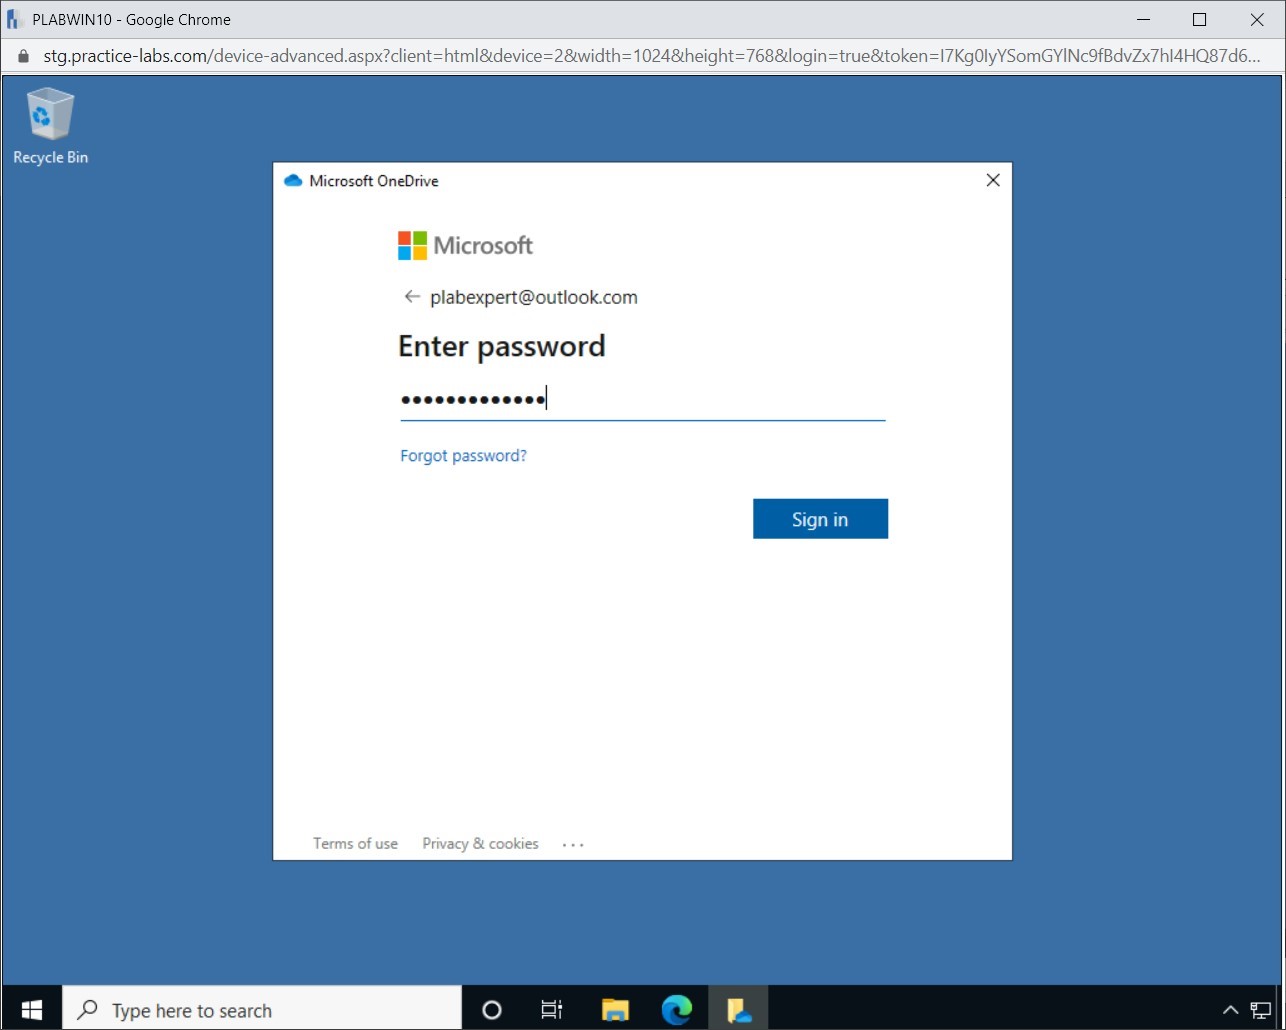 PLABWIN10 - Google Chrome
stg.practice-labs.com/device-advanced.aspx?client=html&device=2&width=1024&height=768&login=true&token=I7Kg0IyYSomGYlNc9fBdvZx7hI4HQ87d6...
Recycle Bin
Microsoft OneDrive
Microsoft
plabexpert@outlook.com
Enter password
Forgot password?
Sign in
Terms of use Privacy & cookies ...
Type here to search